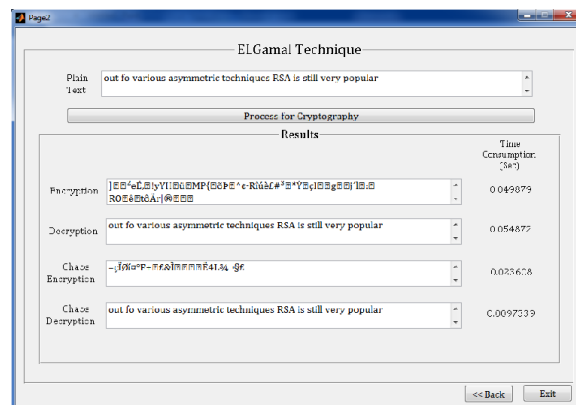 Page2
ELGamal Technique
Plain
Text
out fo various asymmetric techniques RSA is still very popular
Process for Cryptography
Results
Time
Consumption
(Sec)
Encryption
0.049879
Decryption
out fo various asymmetric techniques RSA is still very popular
0.054872
Chaos
Encryption
Chaos
Decryption
out fo various asymmetric techniques RSA is still very popular
0.0097339
<< Back
Exit